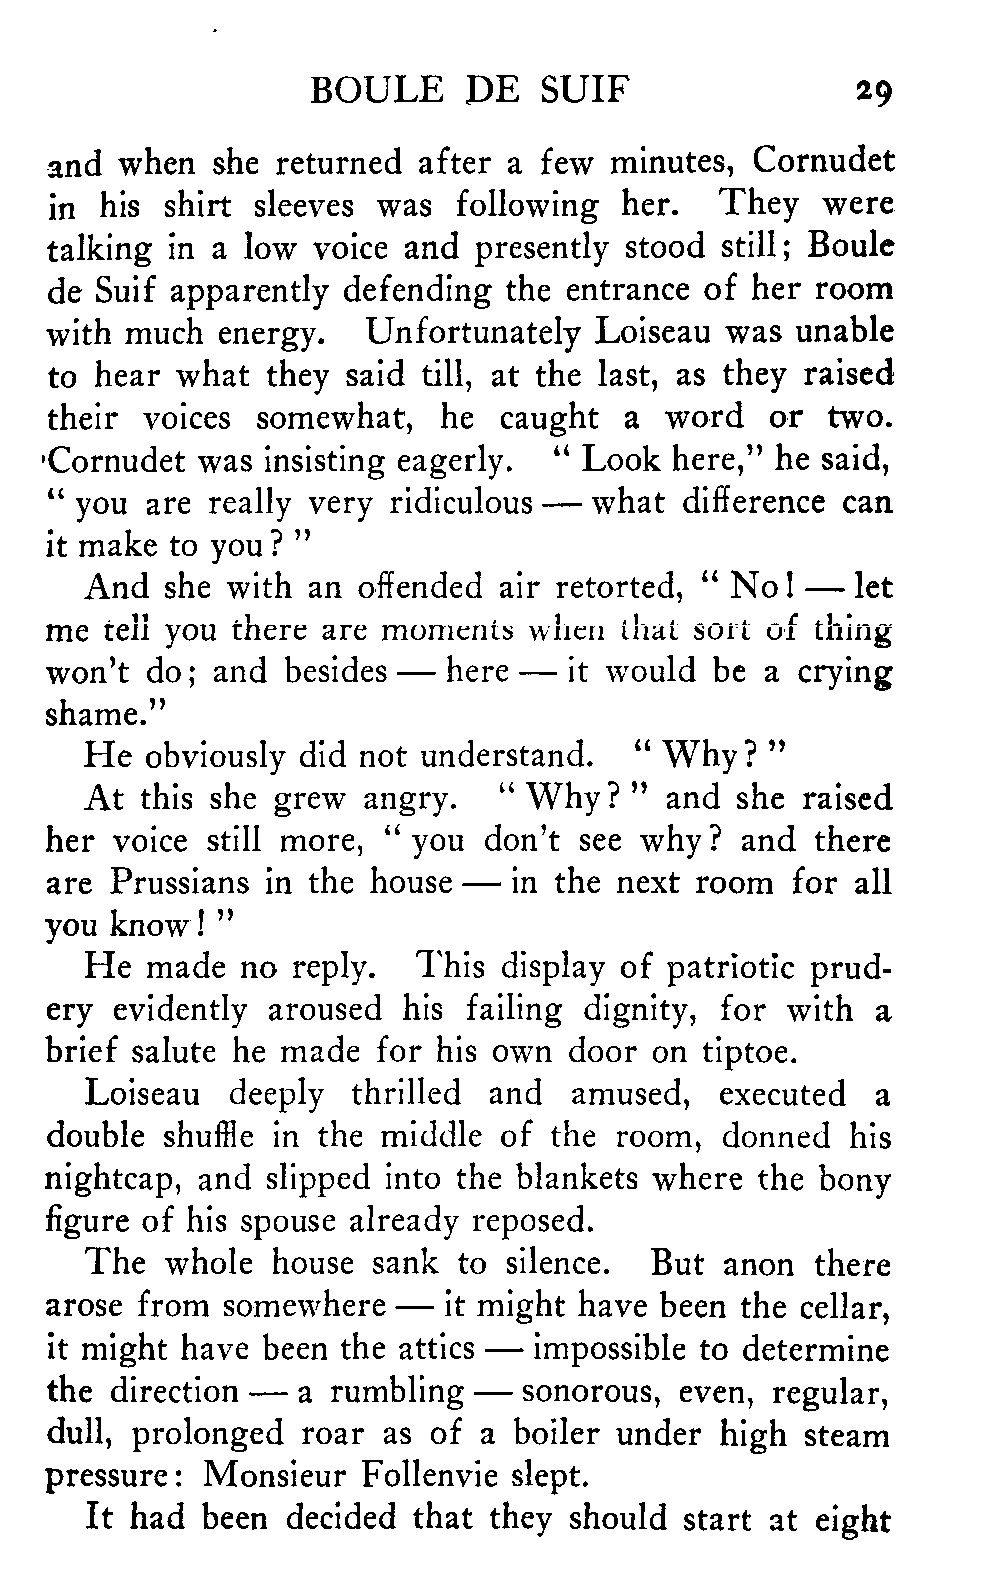 BOULE DE SUIF 29
and when she returned after a few minutes, Cornudet
in his shirt sleeves was following her. They were
talking in a low voice and presently stood still; Boule
de Suif apparently defending the entrance of her room
with much energy. Unfortunately Loiseau was unable
to hear what they said till, at the last, as they raised
their voices somewhat, he caught a word or two.
Cornudet was insisting eagerly. “ Look here,” he said,
“ you are really very ridiculous — what difference can
it make to you? ”
And she with an offended air retorted, “ No! — let
me tell you there are moments when that sort of thing
won't do; and besides — here — it would be a crying
shame.”
He obviously did not understand. “ Why? ”
At this she grew angry. “ Why? ” and she raised
her voice still more, “ you don't see why? and there
are Prussians in the house — in the next room for all
you know! ”
He made no reply. This display of patriotic prud-
ery evidently aroused his failing dignity, for with a
brief salute he made for his own door on tiptoe.
Loiseau deeply thrilled and amused, executed a
double shuffle in the middle of the room, donned his
nightcap, and slipped into the blankets where the bony
figure of his spouse already reposed.
The whole house sank to silence. But anon there
arose from somewhere — it might have been the cellar,
it might have been the attics — impossible to determine
the direction — a rumbling — sonorous, even, regular,
dull, prolonged roar as of a boiler under high steam
pressure: Monsieur Follenvie slept.
It had been decided that they should start at eight